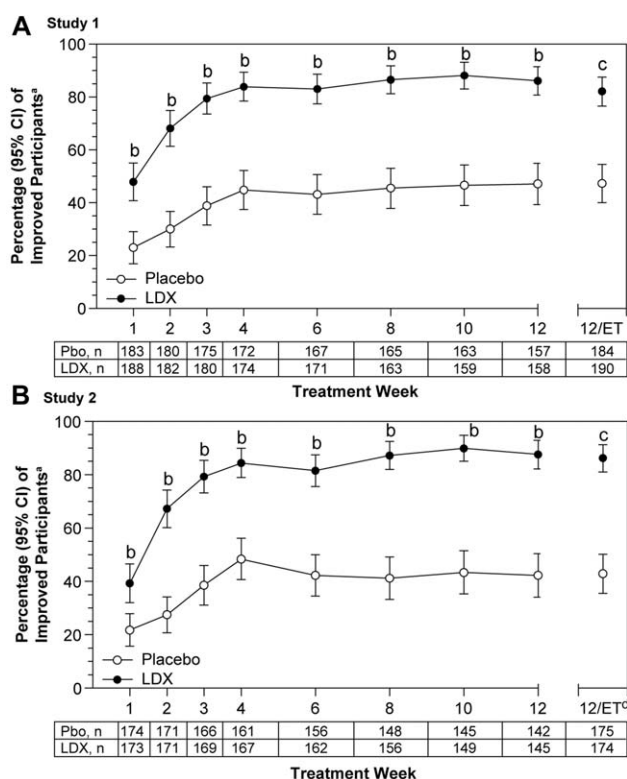 A Study 1
Percentage (95% CI) of
Improved Participantsa
100
80
60
40
20
0
b b b b b b b b c
Placebo
LDX
1 2 3 4 6 8 10 12 12/ET
Pbo, n 183 180 175 172 167 165 163 157 184
LDX, n 188 182 180 174 171 163 159 158 190
Treatment Week
B Study 2
Percentage (95% CI) of
Improved Participantsa
100
80
60
40
20
0
b b b b b b b b c
Placebo
LDX
1 2 3 4 6 8 10 12 12/ETc
Pbo, n 174 171 166 161 156 148 145 142 175
LDX, n 173 171 169 167 162 156 149 145 174
Treatment Week